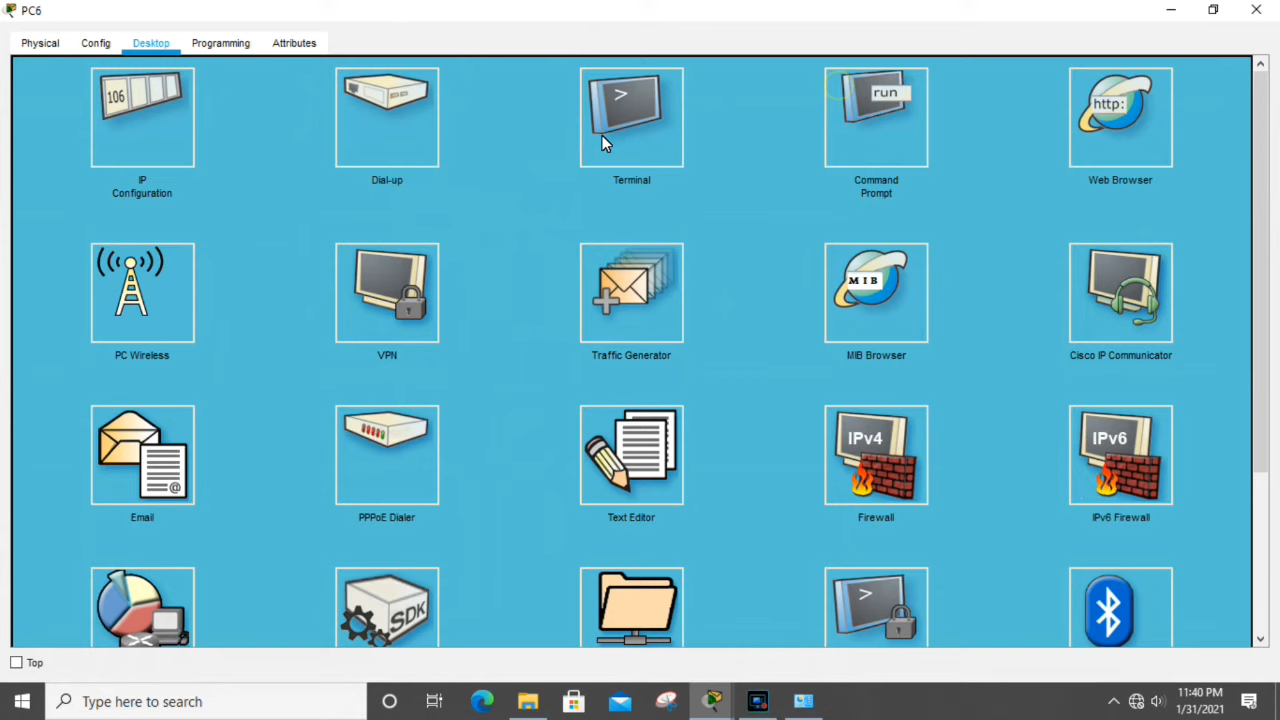 PC6
Physical Config Desktop Programming Attributes
106
>
run
http:
IP
Configuration
Dial-up
Terminal
Command
Prompt
Web Browser
MIB
PC Wireless
VPN
Traffic Generator
MIB Browser
Cisco IP Communicator
@
IPv4
IPv6
Email
PPPoE Dialer
Text Editor
Firewall
IPv6 Firewall
SDK
>
Top
Type here to search
11:40 PM
1/31/2021